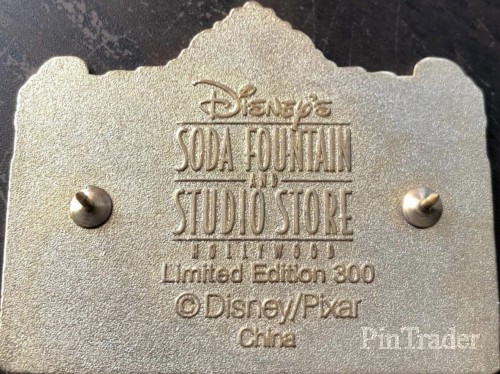 Disney's
SODA FOUNTAIN
AND
STUDIO STORE
HOLLYWOOD
Limited Edition 300
©Disney/Pixar
China
PinTrader